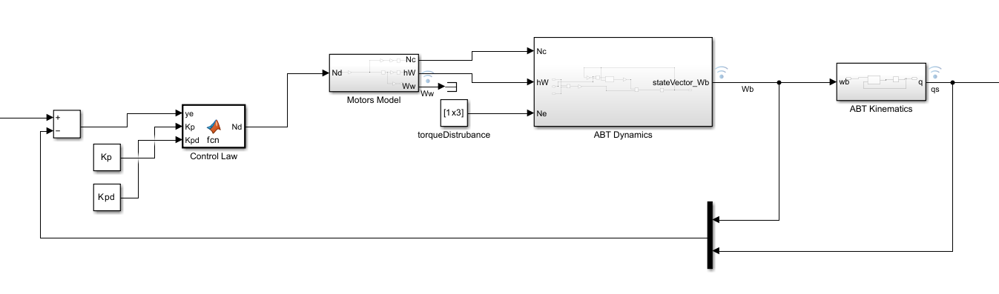 +
−
ye
Kp
Kpd
fcn
Nd
Control Law
Kp
Kpd
Nd
Nc
hW
Ww
Motors Model
Ww
[1x3]
torqueDistrubance
Nc
hW
Ne
stateVector_Wb
ABT Dynamics
Wb
wb
q
ABT Kinematics
qs